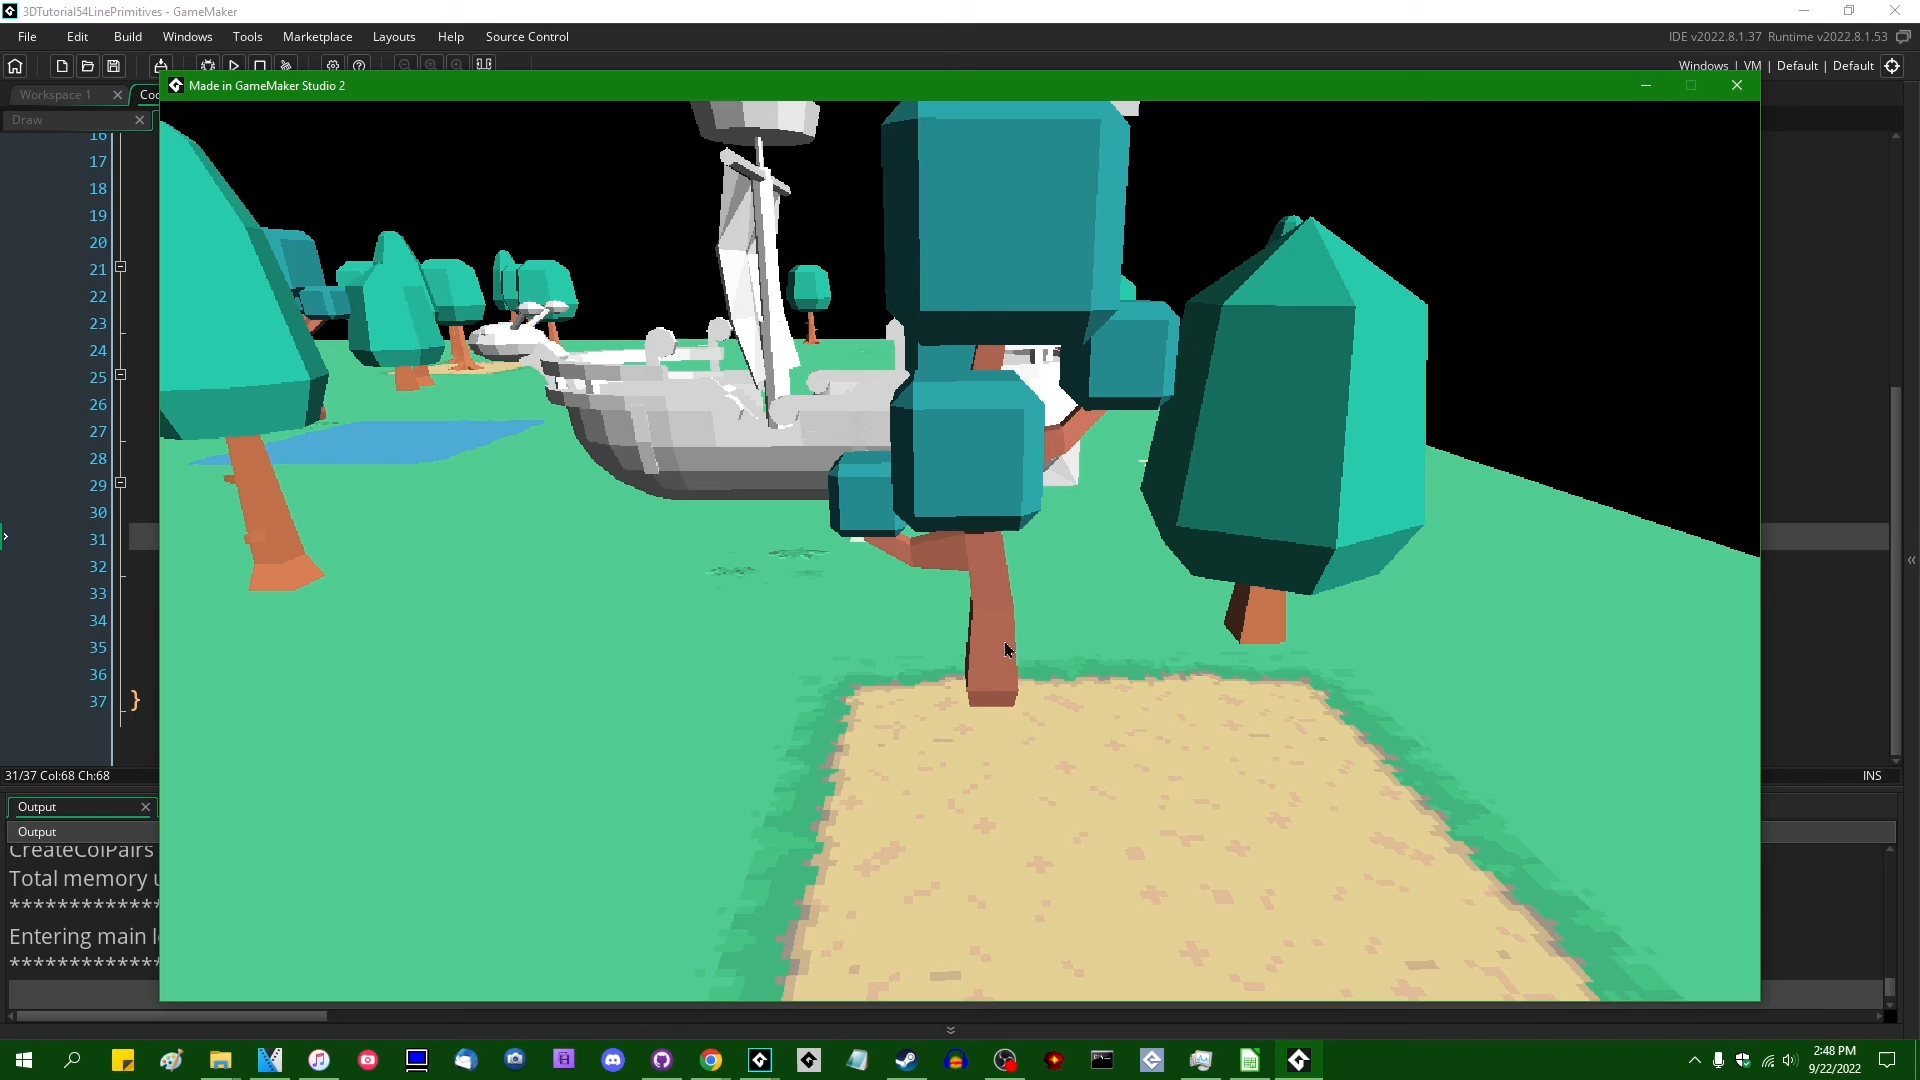 3DTutorial54LinePrimitives - GameMaker
File Edit Build Windows Tools Marketplace Layouts Help Source Control
IDE v2022.8.1.37 Runtime v2022.8.1.53
Windows | VM | Default | Default
Workspace 1
Made in GameMaker Studio 2
Draw
16
17
18
19
20
21
22
23
24
25
26
27
28
29
30
31
32
33
34
35
36
37 }
31/37 Col:68 Ch:68
INS
Output
Output
CreateColPairs
Total memory
*************
Entering main
*************
2:48 PM
9/22/2022